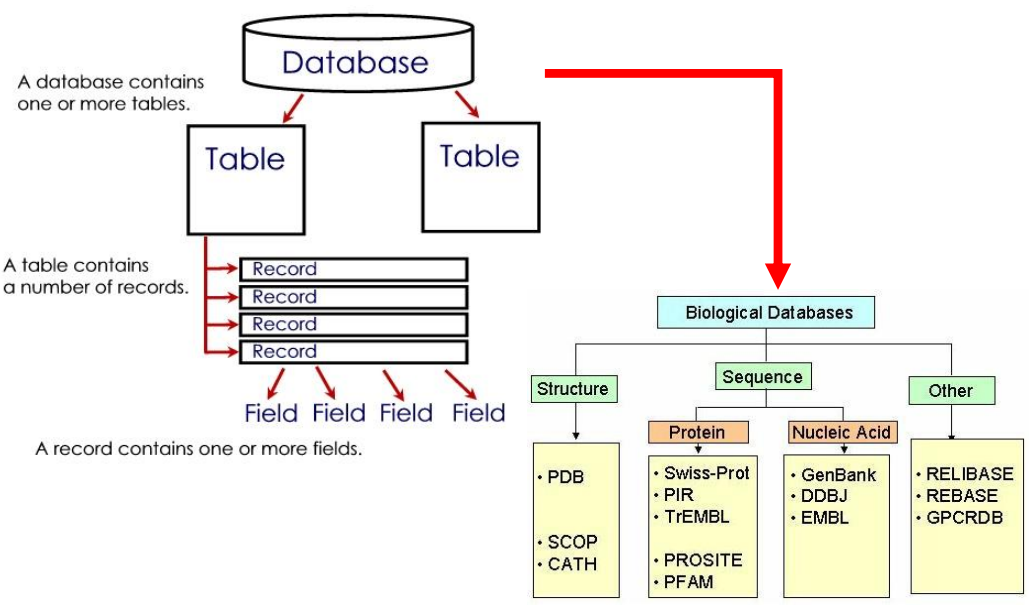 Database
A database contains
one or more tables.
Table
Table
A table contains
a number of records.
Record
Record
Record
Record
Field Field Field Field
A record contains one or more fields.
Biological Databases
Structure
Sequence
Other
Protein
Nucleic Acid
• PDB
• SCOP
• CATH
• Swiss-Prot
• PIR
• TrEMBL
• PROSITE
• PFAM
• GenBank
• DDBJ
• EMBL
• RELIBASE
• REBASE
• GPCRDB